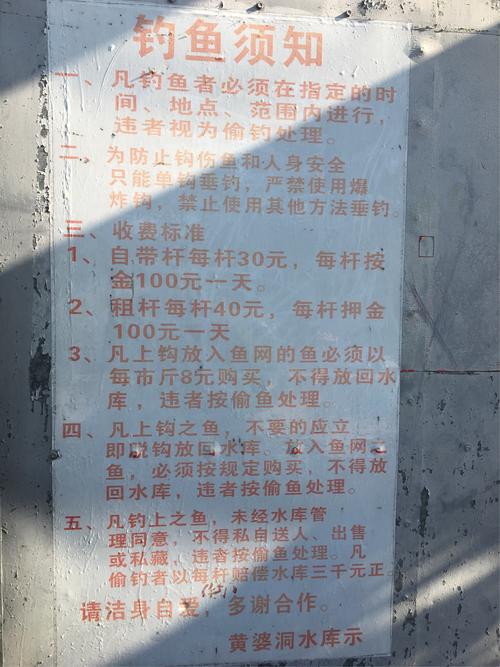 钓鱼须知
一、凡钓鱼者必须在指定的时
间、地点、范围内进行,
违者视为偷钓处理。
二、为防止钩伤鱼和人身安全
只能单钩垂钓,严禁使用爆
炸钩,禁止使用其他方法垂钓。
三、收费标准
1、自带杆每杆30元,每杆按
金100元一天。
2、租杆每杆40元,每杆押金
100元一天
3、凡上钩放入鱼网的鱼必须以
每市斤8元购买,不得放回水
库,违者按偷鱼处理。
四、凡上钩之鱼,不要的应立
即脱钩放回水库、放入鱼网之
鱼,必须按规定购买,不得放
回水库,违者按偷鱼处理。
五、凡钓上之鱼,未经水库管
理同意,不得私自送人、出售
或私藏,违者按偷鱼处理。凡
偷钓者以每杆赔偿水库三千元正。
请洁身自爱,多谢合作。
黄婆洞水库示